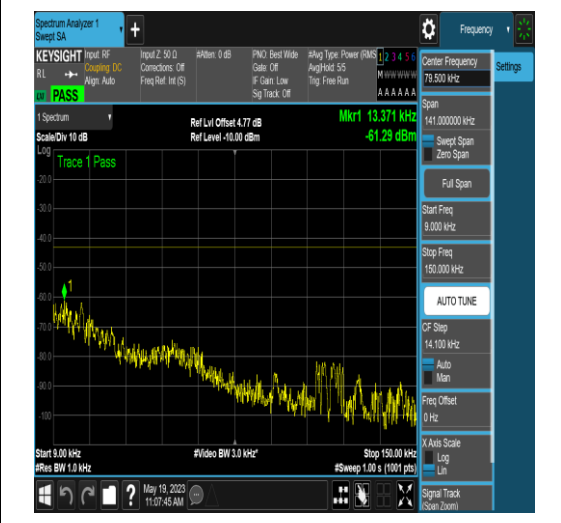 Spectrum Analyzer 1
Swept SA
+
Frequency
KEYSIGHT Input: RF
RL
Coupling: DC
Align: Auto
PASS
Input Z: 50 Ω
Corrections: Off
Freq Ref: Int (S)
#Atten: 0 dB
PNO: Best Wide
Gate: Off
IF Gain: Low
Sig Track: Off
#Avg Type: Power (RMS
Avg|Hold: 5/5
Trig: Free Run
1 2 3 4 5 6
M W W W W W
A A A A A A
1 Spectrum
Scale/Div 10 dB
Ref Lvl Offset 4.77 dB
Ref Level -10.00 dBm
Mkr1 13.371 kHz
-61.29 dBm
Log
Trace 1 Pass
-20.0
-30.0
-40.0
-50.0
-60.0
-70.0
-80.0
-90.0
-100
1
Start 9.00 kHz
#Res BW 1.0 kHz
#Video BW 3.0 kHz*
Stop 150.00 kHz
#Sweep 1.00 s (1001 pts)
?
May 19, 2023
11:07:45 AM
Center Frequency
79.500 kHz
Span
141.000000 kHz
Swept Span
Zero Span
Full Span
Start Freq
9.000 kHz
Stop Freq
150.000 kHz
AUTO TUNE
CF Step
14.100 kHz
Auto
Man
Freq Offset
0 Hz
X Axis Scale
Log
Lin
Signal Track
(Span Zoom)
Settings